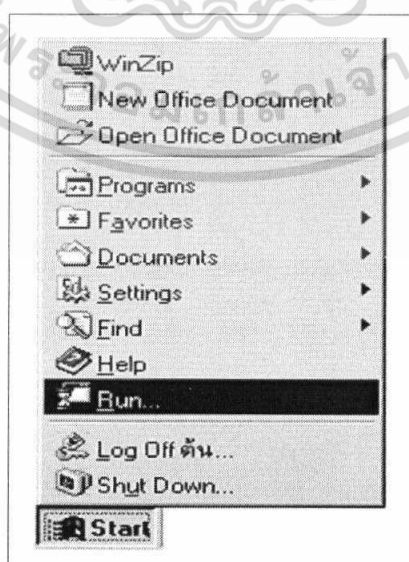 WinZip
New Office Document
Open Office Document
Programs
Favorites
Documents
Settings
Find
Help
Run...
Log Off ต้น...
Shut Down...
Start